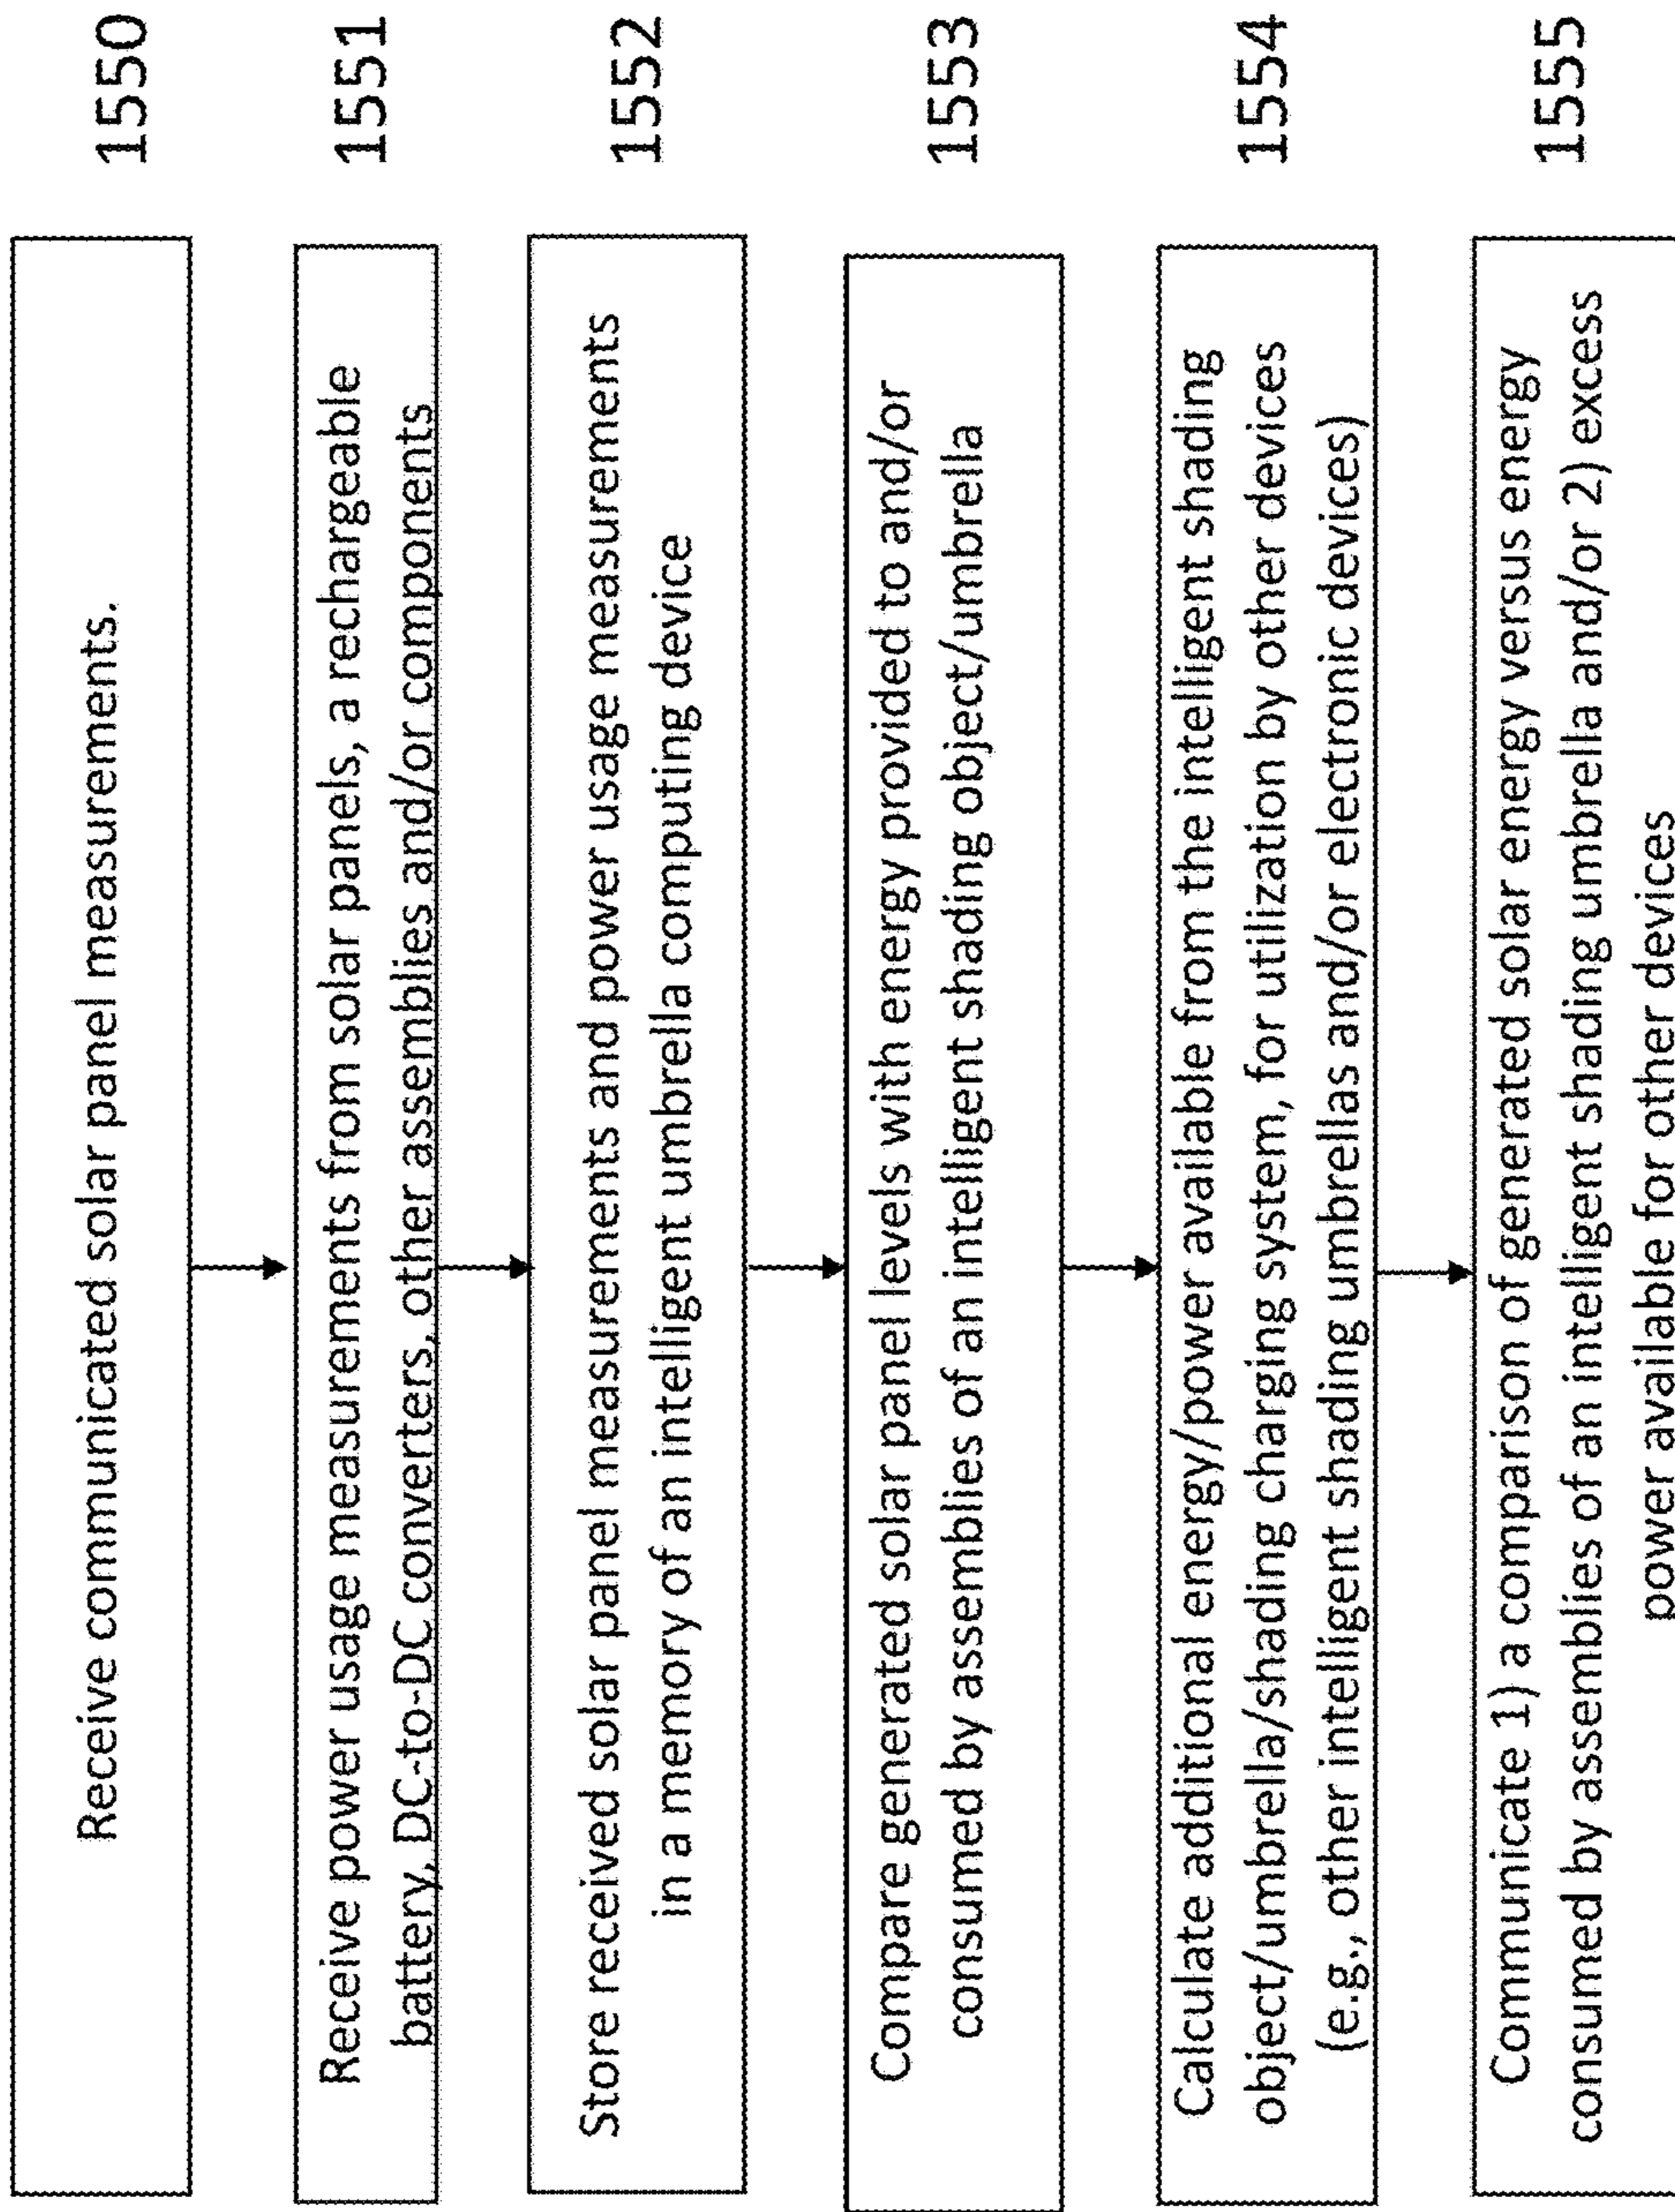 Receive communicated solar panel measurements.
1550
Receive power usage measurements from solar panels, a rechargeable
battery, DC-to-DC converters, other assemblies and/or components
1551
Store received solar panel measurements and power usage measurements
in a memory of an intelligent umbrella computing device
1552
Compare generated solar panel levels with energy provided to and/or
consumed by assemblies of an intelligent shading object/umbrella
1553
Calculate additional energy/power available from the intelligent shading
object/umbrella/shading charging system, for utilization by other devices
(e.g., other intelligent shading umbrellas and/or electronic devices)
1554
Communicate 1) a comparison of generated solar energy versus energy
consumed by assemblies of an intelligent shading umbrella and/or 2) excess
power available for other devices
1555